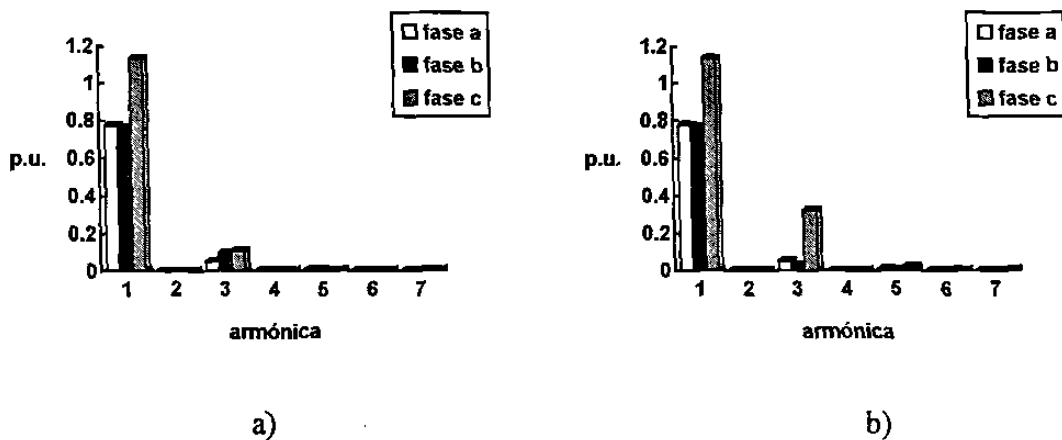 fase a
fase b
fase c
1.2
1
0.8
p.u. 0.6
0.4
0.2
0
1 2 3 4 5 6 7
armónica
a)
fase a
fase b
fase c
1.2
1
0.8
p.u. 0.6
0.4
0.2
0
1 2 3 4 5 6 7
armónica
b)